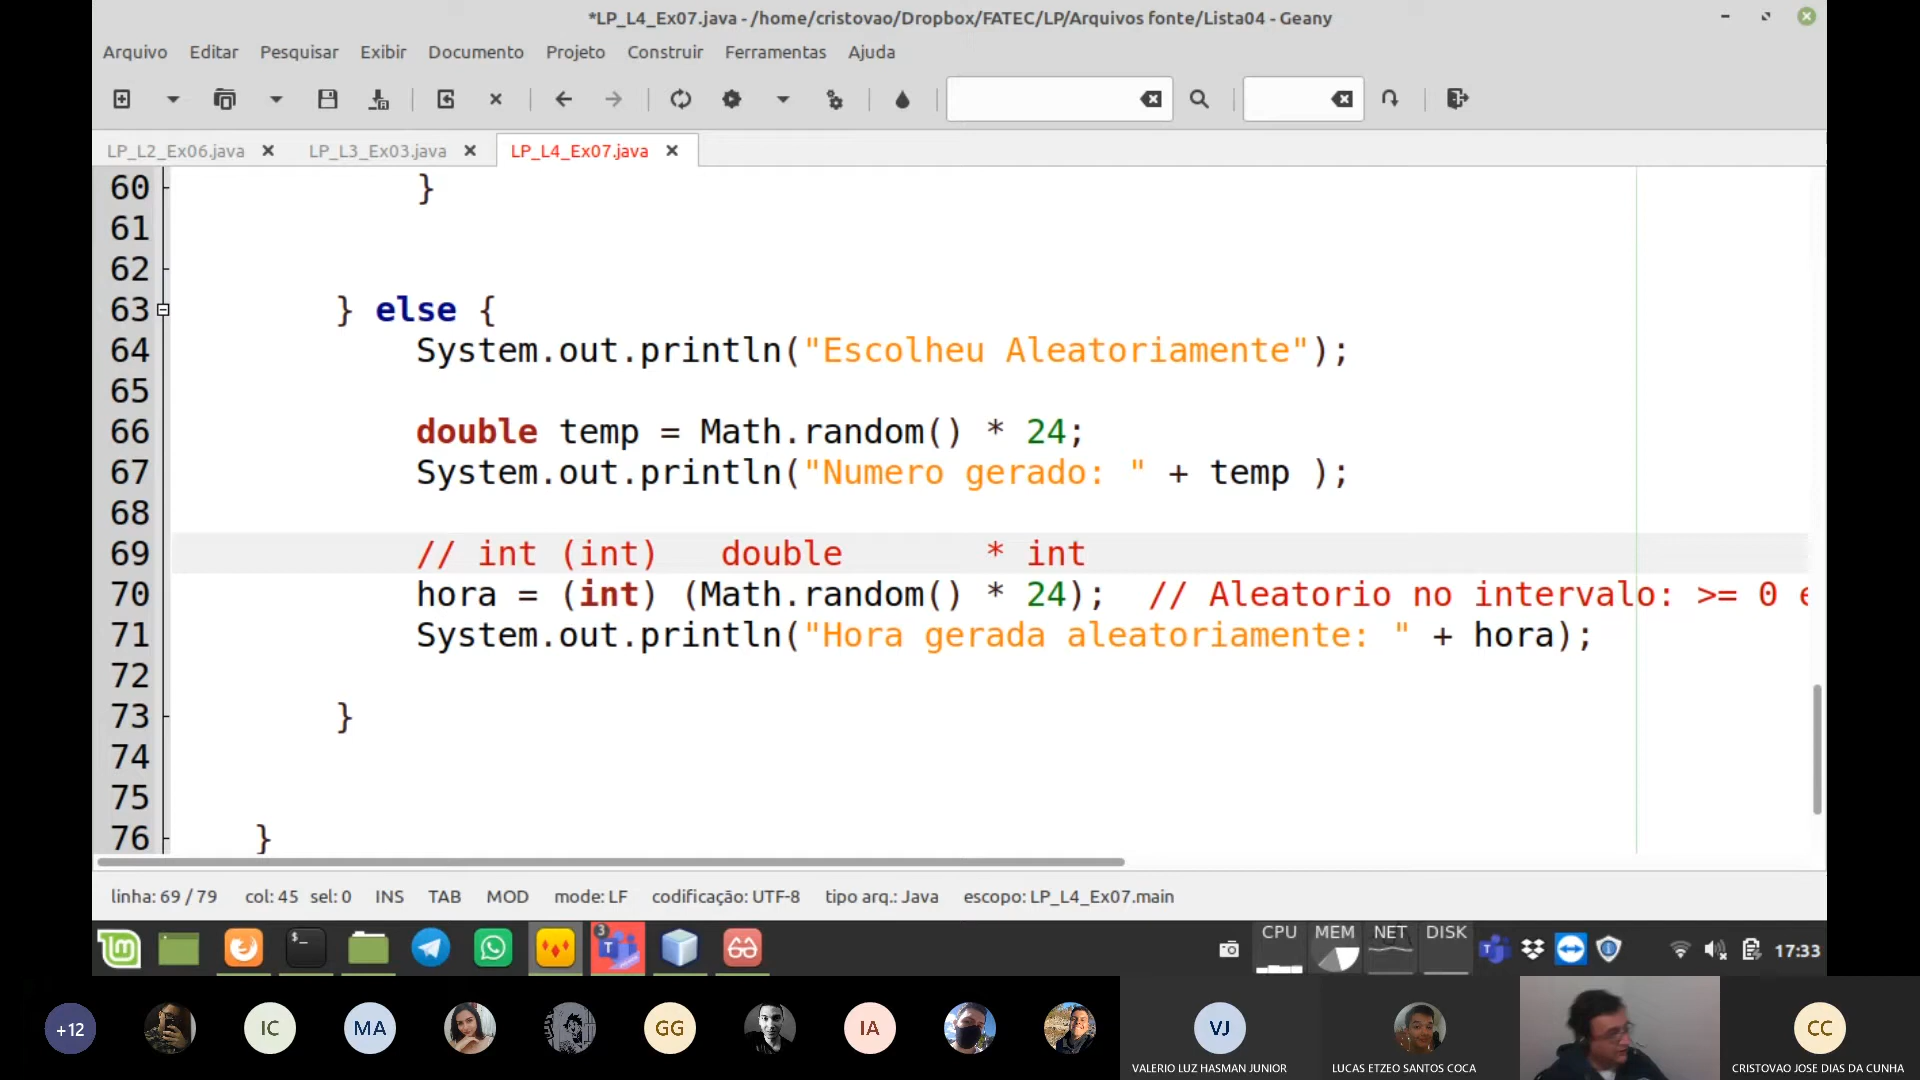 *LP_L4_Ex07.java - /home/cristovao/Dropbox/FATEC/LP/Arquivos fonte/Lista04 - Geany
Arquivo Editar Pesquisar Exibir Documento Projeto Construir Ferramentas Ajuda
LP_L2_Ex06.java LP_L3_Ex03.java LP_L4_Ex07.java
60 }
61
62
63 } else {
64 System.out.println("Escolheu Aleatoriamente");
65
66 double temp = Math.random() * 24;
67 System.out.println("Numero gerado: " + temp );
68
69 // int (int) double * int
70 hora = (int) (Math.random() * 24); // Aleatorio no intervalo: >= 0 e
71 System.out.println("Hora gerada aleatoriamente: " + hora);
72
73 }
74
75
76 }
linha: 69 / 79 col: 45 sel: 0 INS TAB MOD mode: LF codificação: UTF-8 tipo arq.: Java escopo: LP_L4_Ex07.main
3 CPU MEM NET DISK 17:33
+12 IC MA GG IA VJ CC
VALERIO LUZ HASMAN JUNIOR LUCAS ETZEO SANTOS COCA CRISTOVAO JOSE DIAS DA CUNHA